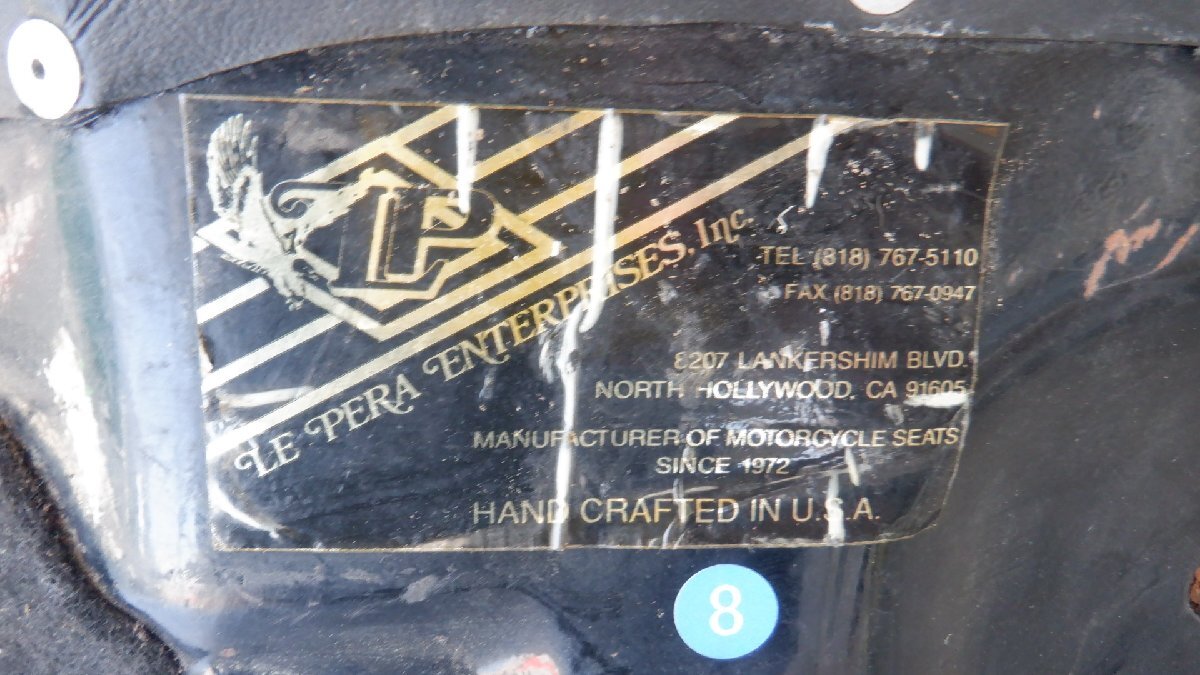 LP
LE PERA ENTERPRISES, Inc.
TEL (818) 767-5110
FAX (818) 767-0947
8207 LANKERSHIM BLVD.
NORTH HOLLYWOOD, CA 91605
MANUFACTURER OF MOTORCYCLE SEATS
SINCE 1972
HAND CRAFTED IN U.S.A.
8